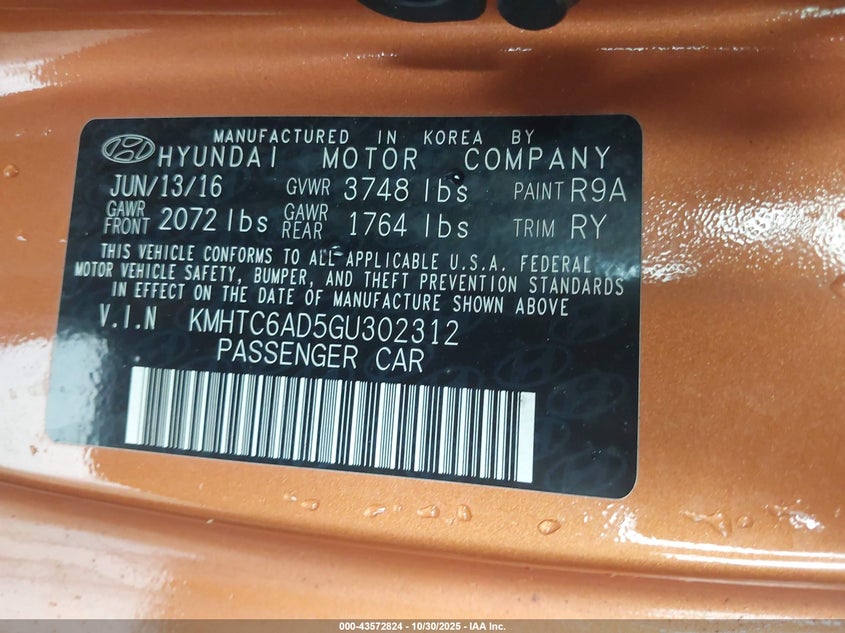 MANUFACTURED IN KOREA BY
HYUNDAI MOTOR COMPANY
JUN/13/16 GVWR 3748 lbs PAINT R9A
GAWR FRONT 2072 lbs GAWR REAR 1764 lbs TRIM RY
THIS VEHICLE CONFORMS TO ALL APPLICABLE U.S.A. FEDERAL
MOTOR VEHICLE SAFETY, BUMPER, AND THEFT PREVENTION STANDARDS
IN EFFECT ON THE DATE OF MANUFACTURE SHOWN ABOVE
V.I.N KMHTC6AD5GU302312
PASSENGER CAR
000-43572824 | 10/30/2025 - IAA Inc.